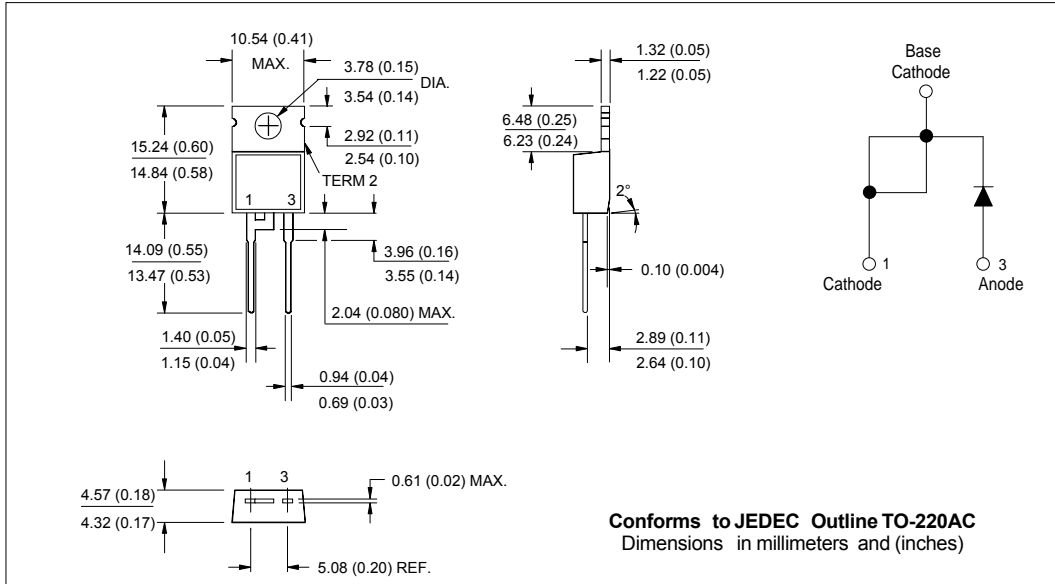 10.54 (0.41)
MAX.
3.78 (0.15)
3.54 (0.14)
DIA.
2.92 (0.11)
2.54 (0.10)
TERM 2
15.24 (0.60)
14.84 (0.58)
1 3
14.09 (0.55)
13.47 (0.53)
3.96 (0.16)
3.55 (0.14)
2.04 (0.080) MAX.
1.40 (0.05)
1.15 (0.04)
0.94 (0.04)
0.69 (0.03)
1.32 (0.05)
1.22 (0.05)
6.48 (0.25)
6.23 (0.24)
2°
0.10 (0.004)
2.89 (0.11)
2.64 (0.10)
Base
Cathode
1
Cathode
3
Anode
1 3
4.57 (0.18)
4.32 (0.17)
0.61 (0.02) MAX.
5.08 (0.20) REF.
Conforms to JEDEC Outline TO-220AC
Dimensions in millimeters and (inches)